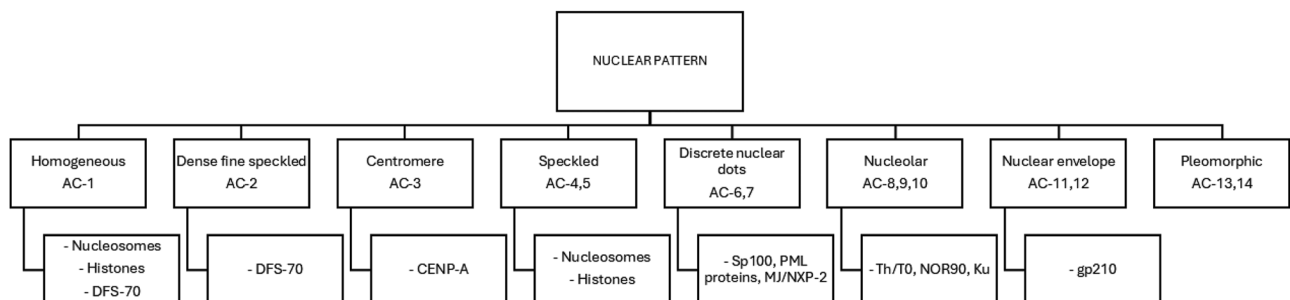 NUCLEAR PATTERN
Homogeneous
AC-1
Dense fine speckled
AC-2
Centromere
AC-3
Speckled
AC-4,5
Discrete nuclear
dots
AC-6,7
Nucleolar
AC-8,9,10
Nuclear envelope
AC-11,12
Pleomorphic
AC-13,14
- Nucleosomes
- Histones
- DFS-70
- DFS-70
- CENP-A
- Nucleosomes
- Histones
- Sp100, PML
proteins, MJ/NXP-2
- Th/T0, NOR90, Ku
- gp210